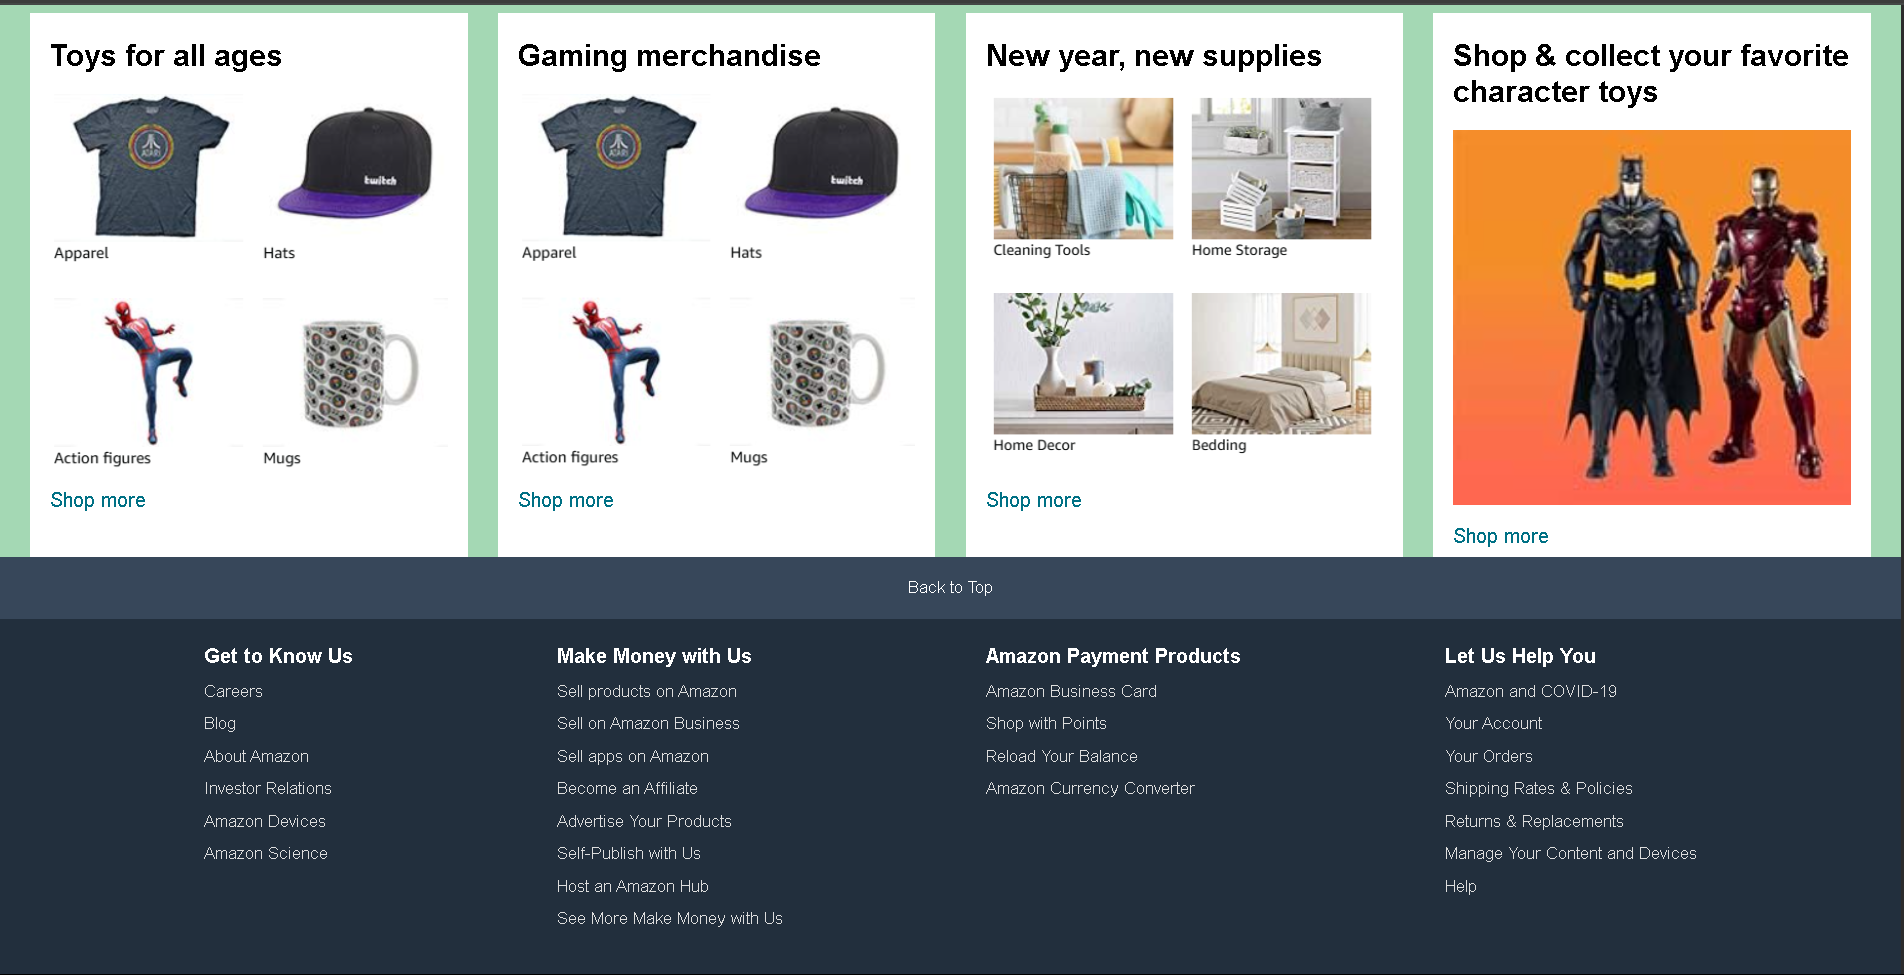 Toys for all ages
ATARI
twitch
Apparel
Hats
Action figures
Mugs
Shop more
Gaming merchandise
ATARI
twitch
Apparel
Hats
Action figures
Mugs
Shop more
New year, new supplies
Cleaning Tools
Home Storage
Home Decor
Bedding
Shop more
Shop & collect your favorite
character toys
Shop more
Back to Top
Get to Know Us
Careers
Blog
About Amazon
Investor Relations
Amazon Devices
Amazon Science
Make Money with Us
Sell products on Amazon
Sell on Amazon Business
Sell apps on Amazon
Become an Affiliate
Advertise Your Products
Self-Publish with Us
Host an Amazon Hub
See More Make Money with Us
Amazon Payment Products
Amazon Business Card
Shop with Points
Reload Your Balance
Amazon Currency Converter
Let Us Help You
Amazon and COVID-19
Your Account
Your Orders
Shipping Rates & Policies
Returns & Replacements
Manage Your Content and Devices
Help